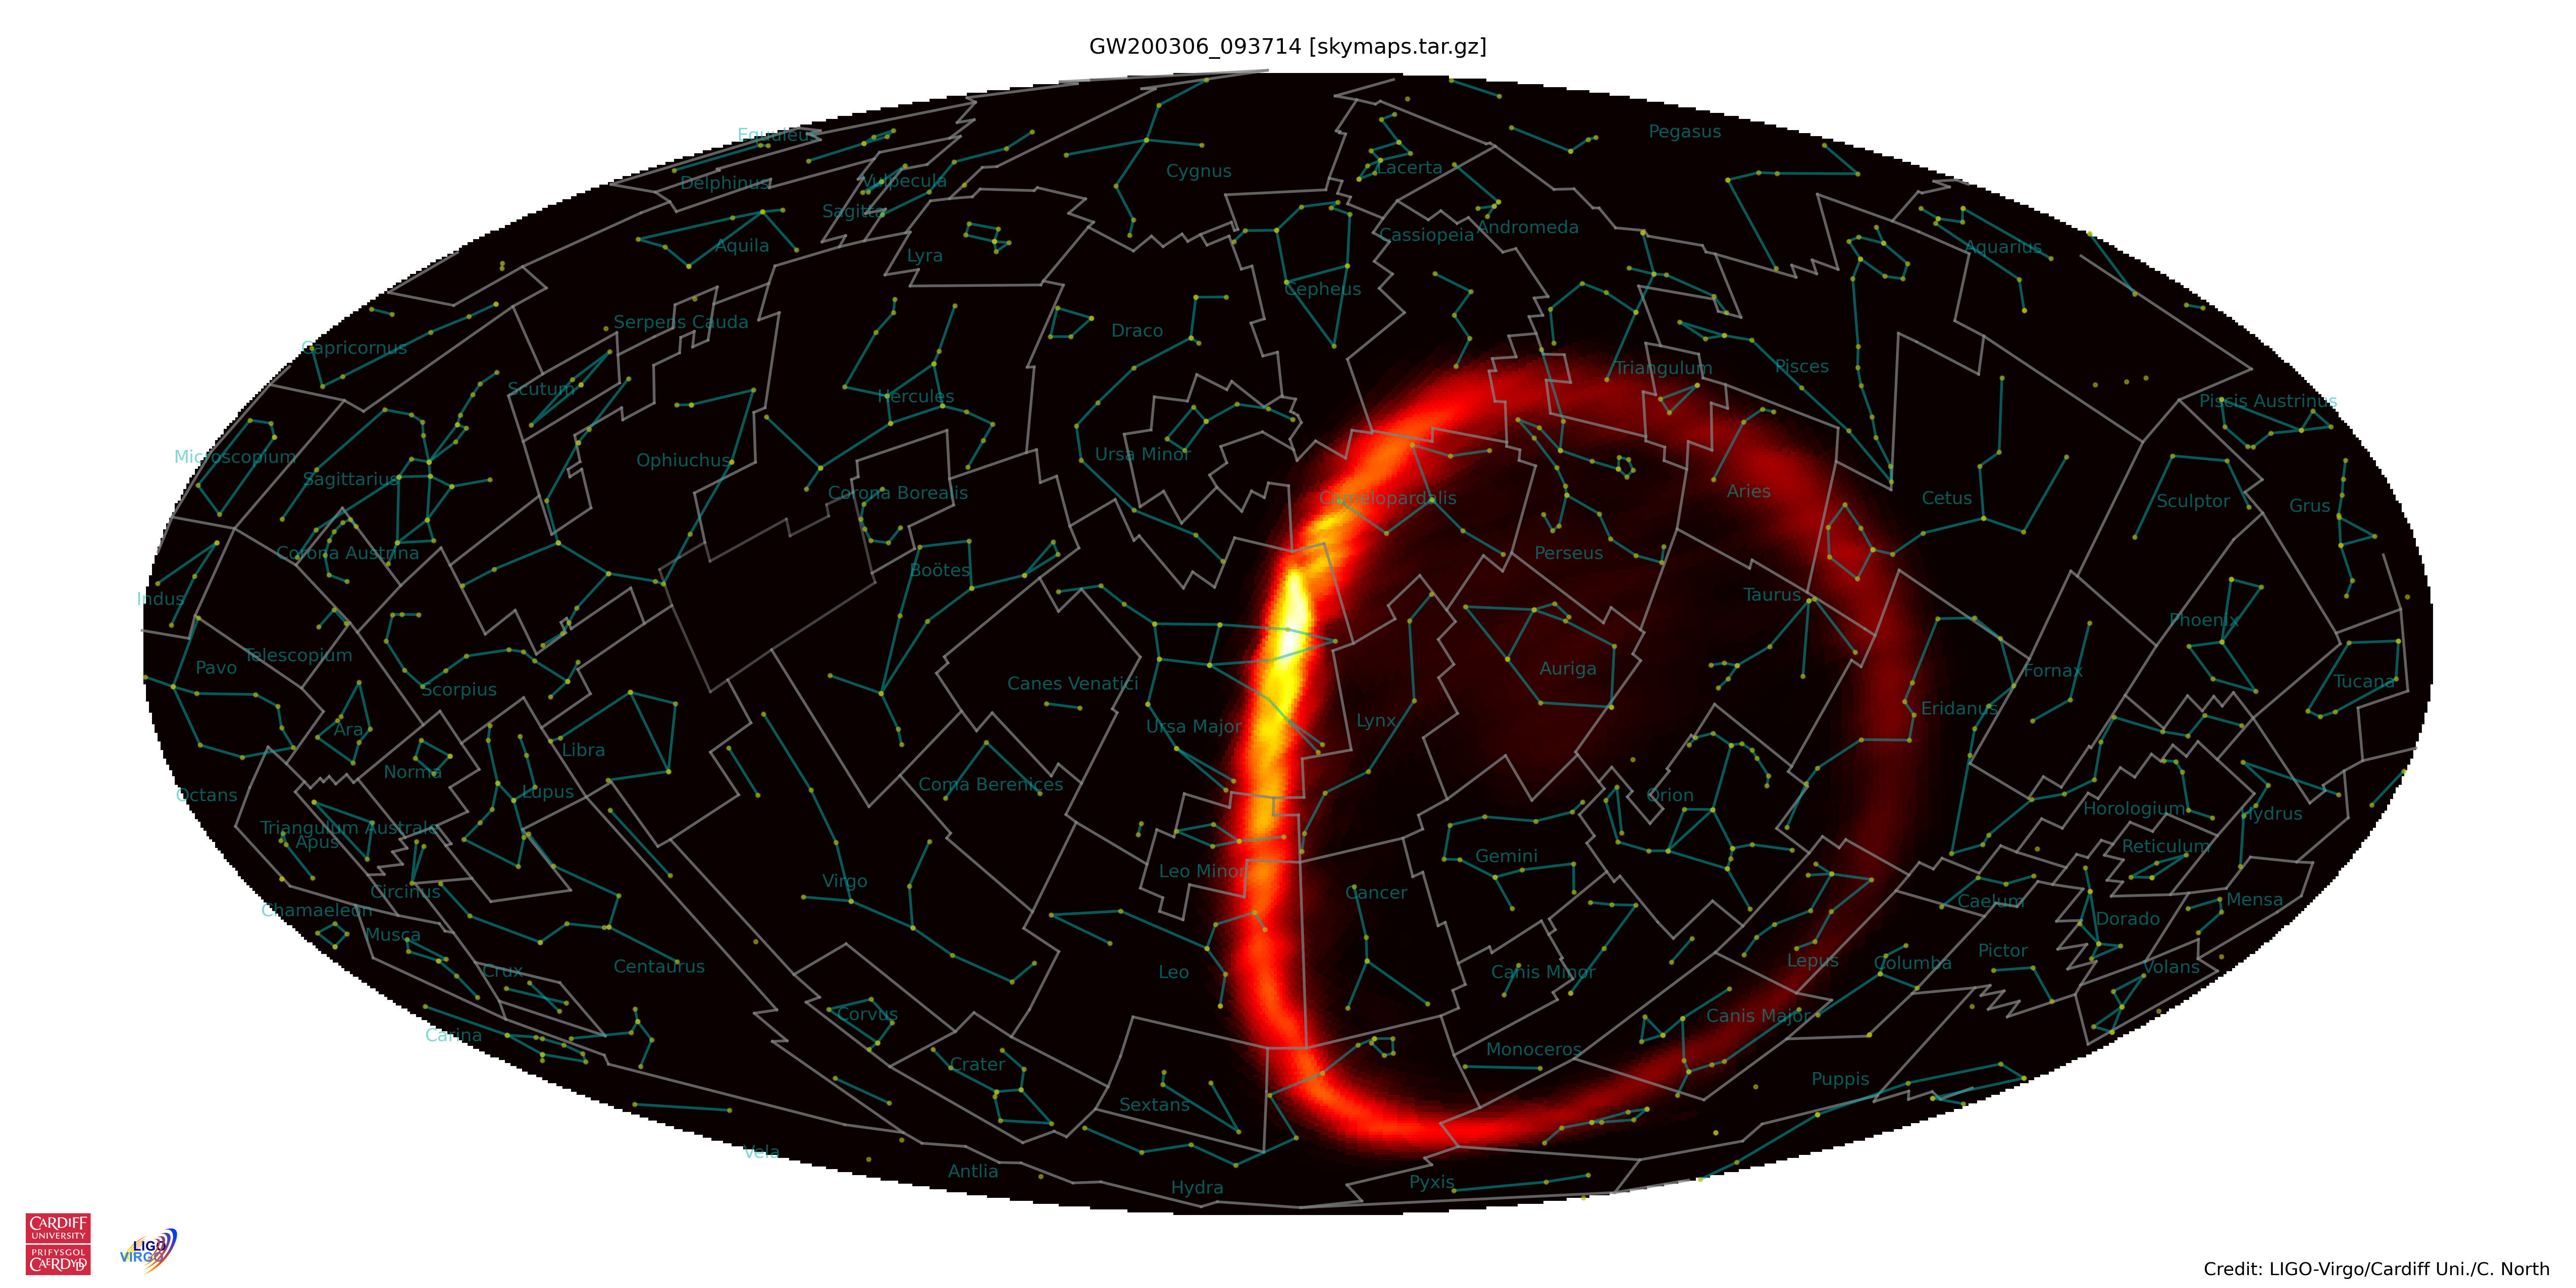 GW200306_093714 [skymaps.tar.gz]
Equuleus
Pegasus
Cygnus
Lacerta
Delphinus
Vulpecula
Sagitta
Andromeda
Cassiopeia
Aquila
Aquarius
Lyra
Cepheus
Serpens Cauda
Draco
Capricornus
Triangulum
Pisces
Scutum
Hercules
Piscis Austrinus
Ursa Minor
Microscopium
Ophiuchus
Sagittarius
Corona Borealis
Camelopardalis
Aries
Cetus
Sculptor
Grus
Corona Austrina
Perseus
Boötes
Indus
Taurus
Phoenix
Pavo
Telescopium
Auriga
Fornax
Scorpius
Canes Venatici
Tucana
Eridanus
Ara
Ursa Major
Lynx
Libra
Norma
Coma Berenices
Octans
Lupus
Orion
Horologium
Hydrus
Triangulum Australe
Apus
Reticulum
Gemini
Leo Minor
Virgo
Circinus
Cancer
Caelum
Mensa
Chamaeleon
Dorado
Musca
Pictor
Crux
Centaurus
Leo
Canis Minor
Lepus
Columba
Volans
Corvus
Canis Major
Carina
Monoceros
Crater
Puppis
Sextans
Vela
Antlia
Pyxis
Hydra
CARDIFF
UNIVERSITY
PRIFYSGOL
CAERDYDD
LIGO
VIRGO
Credit: LIGO-Virgo/Cardiff Uni./C. North